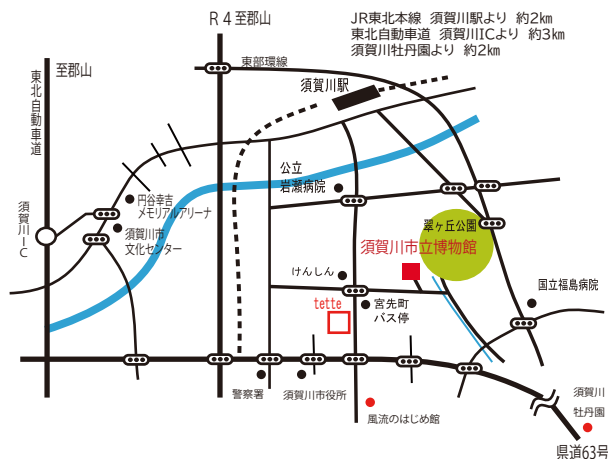 R4至郡山
JR東北本線 須賀川駅より 約2km
東北自動車道 須賀川ICより 約3km
須賀川牡丹園より 約2km
至郡山
東部環線
東北自動車道
須賀川駅
公立
岩瀬病院
円谷幸吉
メモリアルアリーナ
須賀川IC
須賀川市
文化センター
翠ヶ丘公園
須賀川市立博物館
けんしん
国立福島病院
tette
宮先町
バス停
警察署
須賀川市役所
風流のはじめ館
須賀川
牡丹園
県道63号